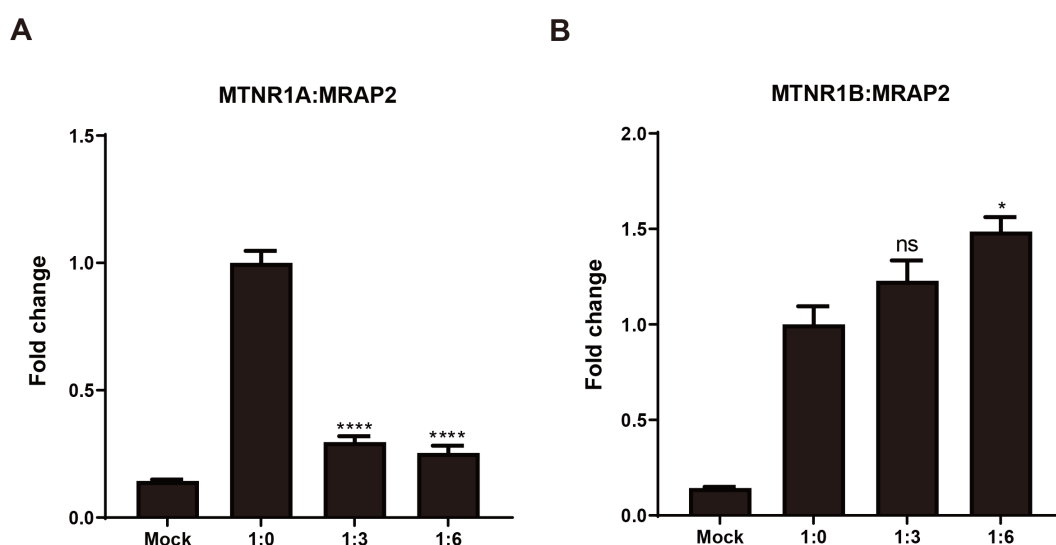 A
MTNR1A:MRAP2
Fold change
1.5
1.0
0.5
0.0
****
****
Mock 1:0 1:3 1:6
B
MTNR1B:MRAP2
Fold change
2.0
1.5
1.0
0.5
0.0
ns
*
Mock 1:0 1:3 1:6